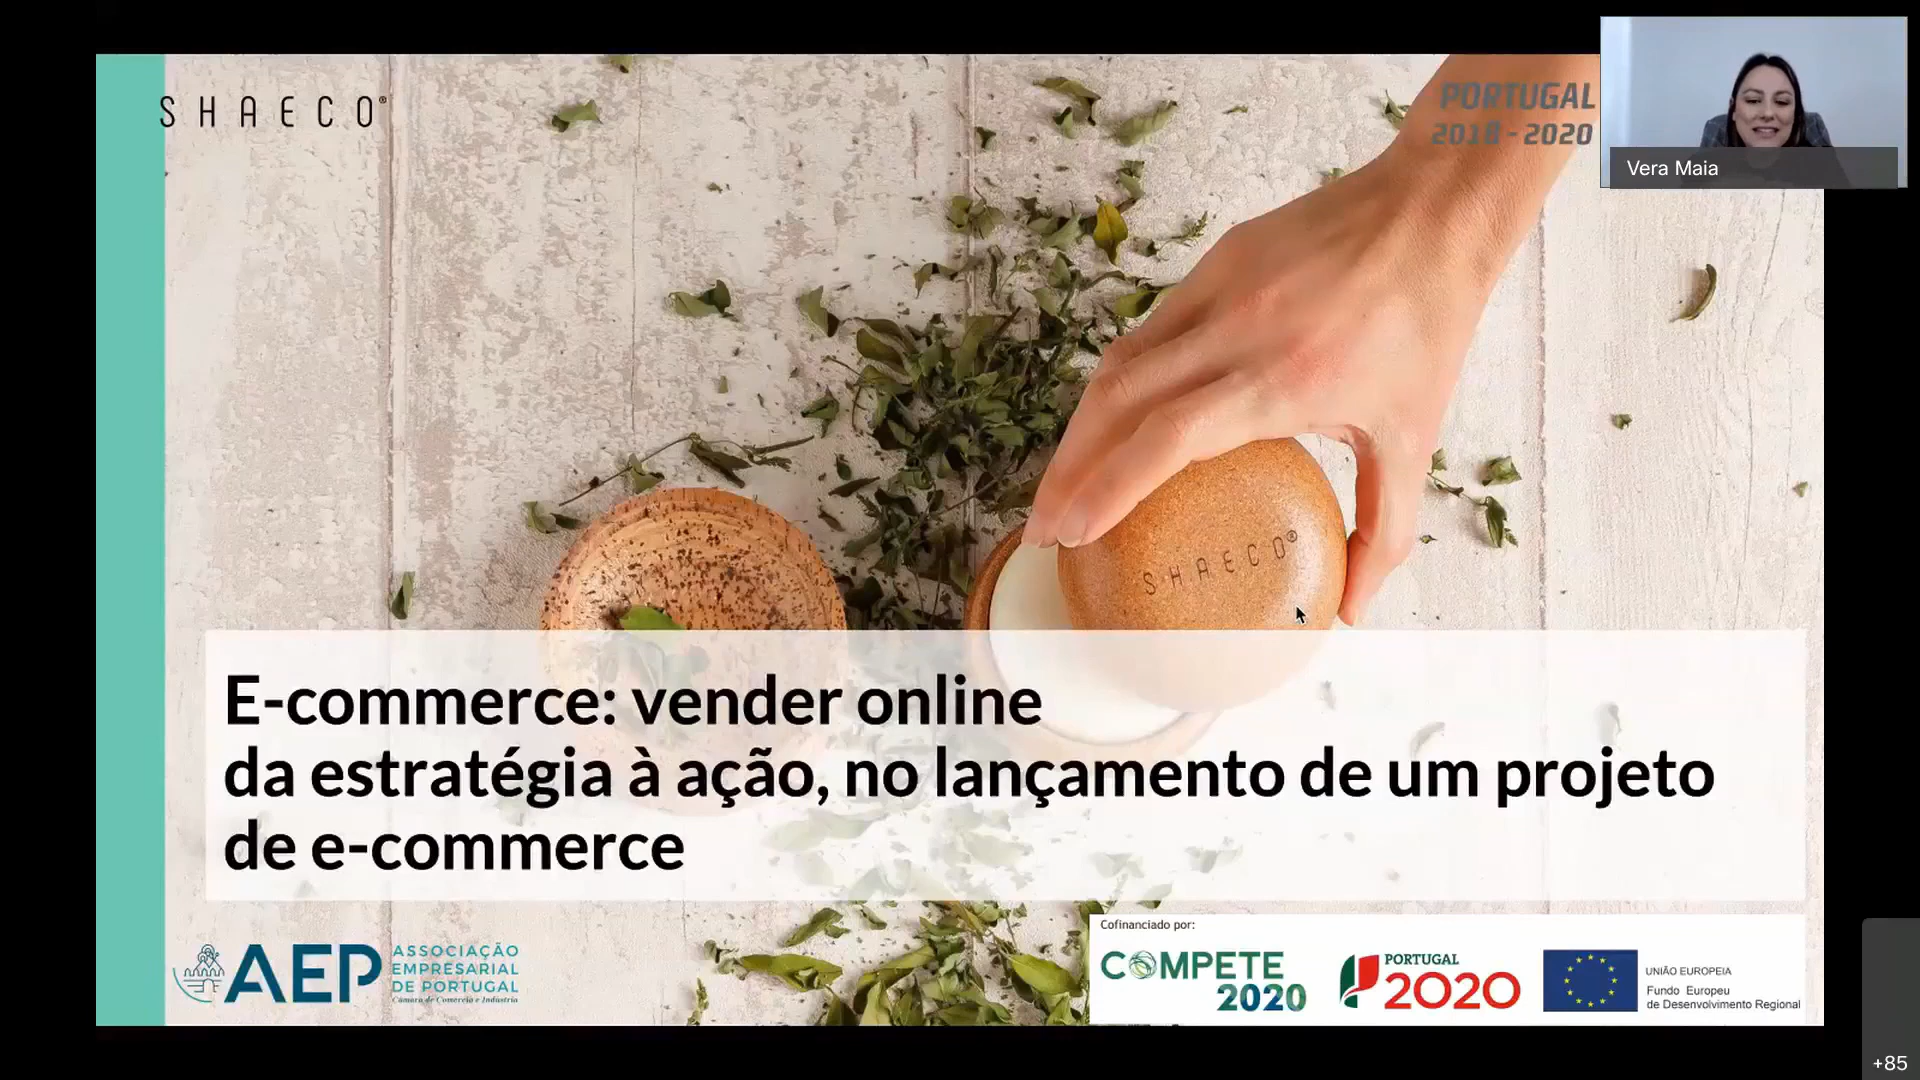 SHAECO®
PORTUGAL
2018 - 2020
Vera Maia
SHAECO®
E-commerce: vender online
da estratégia à ação, no lançamento de um projeto
de e-commerce
AEP
ASSOCIAÇÃO
EMPRESARIAL
DE PORTUGAL
Câmara de Comércio e Indústria
Cofinanciado por:
COMPETE
2020
PORTUGAL
2020
UNIÃO EUROPEIA
Fundo Europeu
de Desenvolvimento Regional
+85